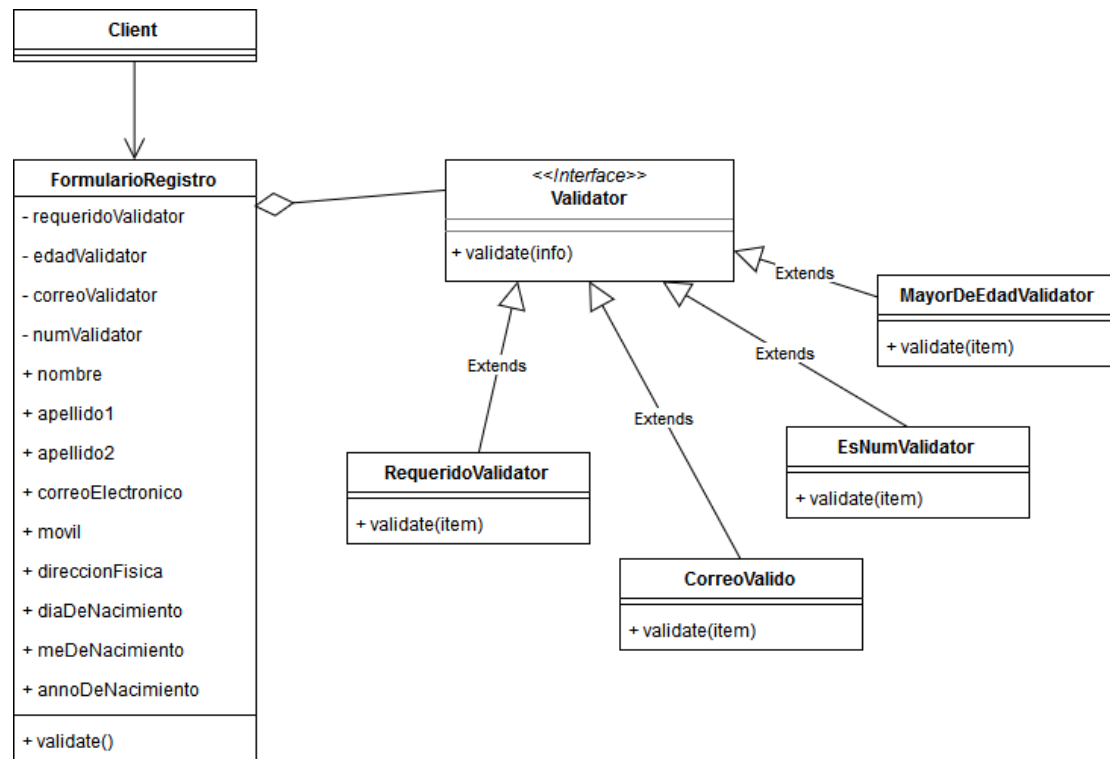 Client
FormularioRegistro
- requeridoValidator
- edadValidator
- correoValidator
- numValidator
+ nombre
+ apellido1
+ apellido2
+ correoElectronico
+ movil
+ direccionFisica
+ diaDeNacimiento
+ meDeNacimiento
+ annoDeNacimiento
+ validate()
<<Interface>>
Validator
+ validate(info)
Extends
MayorDeEdadValidator
+ validate(item)
Extends
EsNumValidator
+ validate(item)
Extends
RequeridoValidator
+ validate(item)
Extends
CorreoValido
+ validate(item)